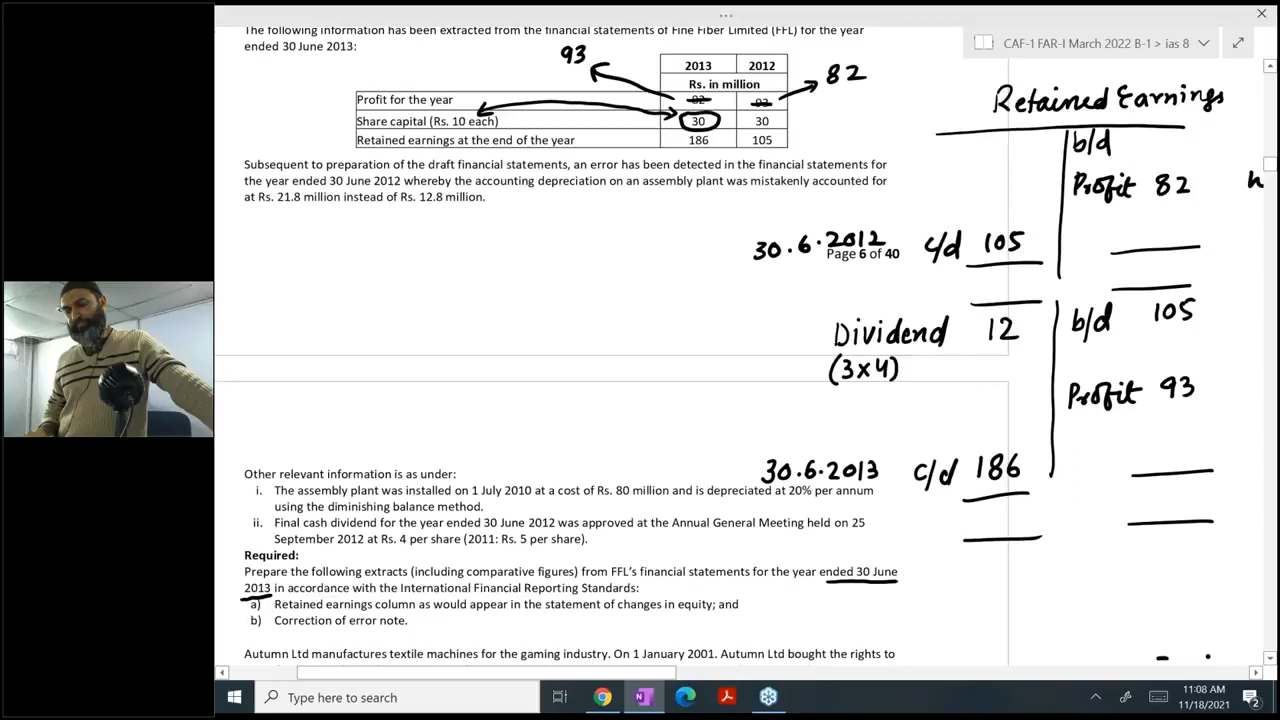 CAF-1 FAR-I March 2022 B-1 > ias 8
The following information has been extracted from the financial statements of Fine Fiber Limited (FFL) for the year
ended 30 June 2013:
93
82
2013 2012
Rs. in million
Profit for the year
Share capital (Rs. 10 each) 30 30
Retained earnings at the end of the year 186 105
Subsequent to preparation of the draft financial statements, an error has been detected in the financial statements for
the year ended 30 June 2012 whereby the accounting depreciation on an assembly plant was mistakenly accounted for
at Rs. 21.8 million instead of Rs. 12.8 million.
Page 6 of 40
Retained Earnings
b/d
Profit 82
30.6.2012 c/d 105
Dividend 12 b/d 105
(3x4)
Profit 93
30.6.2013 c/d 186
Other relevant information is as under:
i. The assembly plant was installed on 1 July 2010 at a cost of Rs. 80 million and is depreciated at 20% per annum
using the diminishing balance method.
ii. Final cash dividend for the year ended 30 June 2012 was approved at the Annual General Meeting held on 25
September 2012 at Rs. 4 per share (2011: Rs. 5 per share).
Required:
Prepare the following extracts (including comparative figures) from FFL's financial statements for the year ended 30 June
2013 in accordance with the International Financial Reporting Standards:
a) Retained earnings column as would appear in the statement of changes in equity; and
b) Correction of error note.
Autumn Ltd manufactures textile machines for the gaming industry. On 1 January 2001. Autumn Ltd bought the rights to
Type here to search
11:08 AM
11/18/2021
2